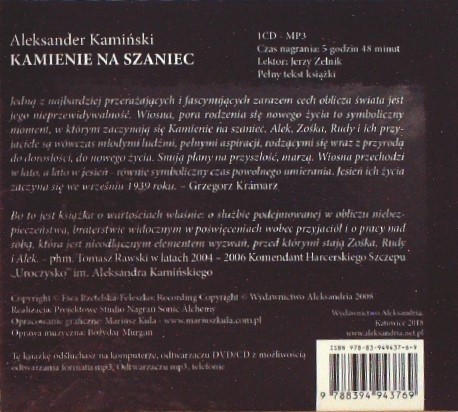 Aleksander Kamiński
KAMIENIE NA SZANIEC
1CD - MP3
Czas nagrania: 5 godzin 48 minut
Lektor: Jerzy Zelnik
Pełny tekst książki
Jedną z najbardziej przerażających i fascynujących zarazem cech oblicza świata jest
jego nieprzewidywalność. Wiosna, pora rodzenia się nowego życia to symboliczny
moment, w którym zaczynają się Kamienie na szaniec. Alek, Zośka, Rudy i ich przy-
jaciele są wówczas młodymi ludźmi, pełnymi aspiracji, rodzącymi się wraz z przyrodą
do dorosłości, do nowego życia. Snują plany na przyszłość, marzą. Wiosna przechodzi
w lato, a lato w jesień - równie symboliczny czas powolnego umierania. Jesień ich życia
zaczyna się we wrześniu 1939 roku. – Grzegorz Kramarz
Bo to jest książka o wartościach właśnie: o służbie podejmowanej w obliczu niebez-
pieczeństwa, braterstwie widocznym w poświęceniach wobec przyjaciół i o pracy nad
sobą, która jest nieodłącznym elementem wyzwań, przed którymi stają Zośka, Rudy
i Alek. – phm. Tomasz Rawski w latach 2004 – 2006 Komendant Harcerskiego Szczepu
„Uroczysko" im. Aleksandra Kamińskiego
Copyright © Ewa Rzetelska-Feleszko; Recording Copyright © Wydawnictwo Aleksandria 2008
Realizacja: Projektowe Studio Nagrań Sonic Alchemy
Opracowanie graficzne: Mariusz Kula - www.mariuszkula.com.pl
Oprawa muzyczna: Bożydar Murgan
Wydawnictwo Aleksandria,
Katowice 2018
www.aleksandria.net.pl
Tę książkę odsłuchasz na komputerze, odtwarzaczu DVD/CD z możliwością
odtwarzania formatu mp3, Odtwarzaczu mp3, telefonie
ISBN 978-83-949437-6-9
9 788394 943769